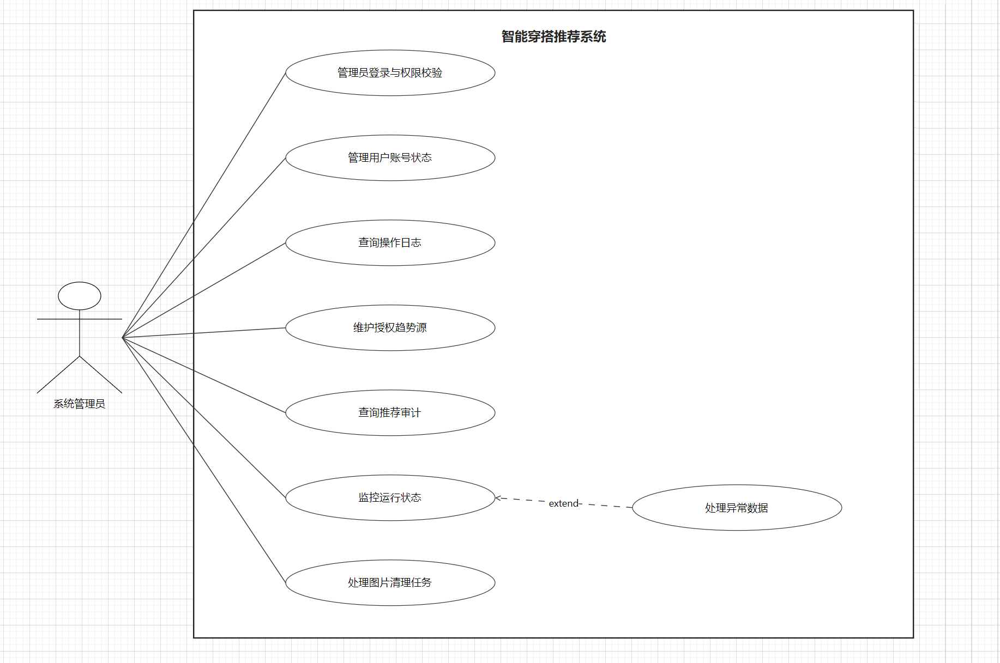 智能穿搭推荐系统
管理员登录与权限校验
管理用户账号状态
查询操作日志
维护授权趋势源
系统管理员
查询推荐审计
监控运行状态
extend
处理异常数据
处理图片清理任务